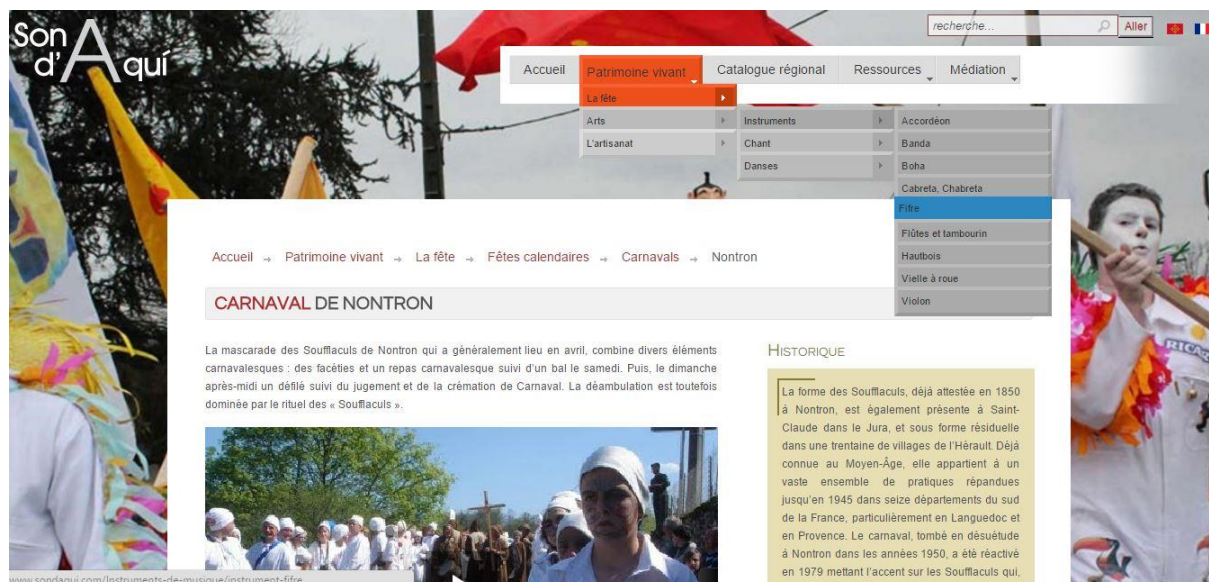 Son
d'Aquí
recherche...
Aller
Accueil
Patrimoine vivant
Catalogue régional
Ressources
Médiation
La fête
Arts
Instruments
Accordéon
L'artisanat
Chant
Banda
Danses
Boha
Cabreta, Chabreta
Fifre
Flûtes et tambourin
Hautbois
Vielle à roue
Violon
Accueil → Patrimoine vivant → La fête → Fêtes calendaires → Carnavals → Nontron
CARNAVAL DE NONTRON
La mascarade des Soufflaculs de Nontron qui a généralement lieu en avril, combine divers éléments
carnavalesques : des facéties et un repas carnavalesque suivi d'un bal le samedi. Puis, le dimanche
après-midi un défilé suivi du jugement et de la crémation de Carnaval. La déambulation est toutefois
dominée par le rituel des « Souflaculs ».
HISTORIQUE
La forme des Soufflaculs, déjà attestée en 1850
à Nontron, est également présente à Saint-
Claude dans le Jura, et sous forme résiduelle
dans une trentaine de villages de l'Hérault. Déjà
connue au Moyen-Âge, elle appartient à un
vaste ensemble de pratiques répandues
jusqu'en 1945 dans seize départements du sud
de la France, particulièrement en Languedoc et
en Provence. Le carnaval, tombé en désuétude
à Nontron dans les années 1950, a été réactivé
en 1979 mettant l'accent sur les Soufflaculs qui,
RICA
www.sondaqui.com/Instruments-de-musique/instrument-fifre